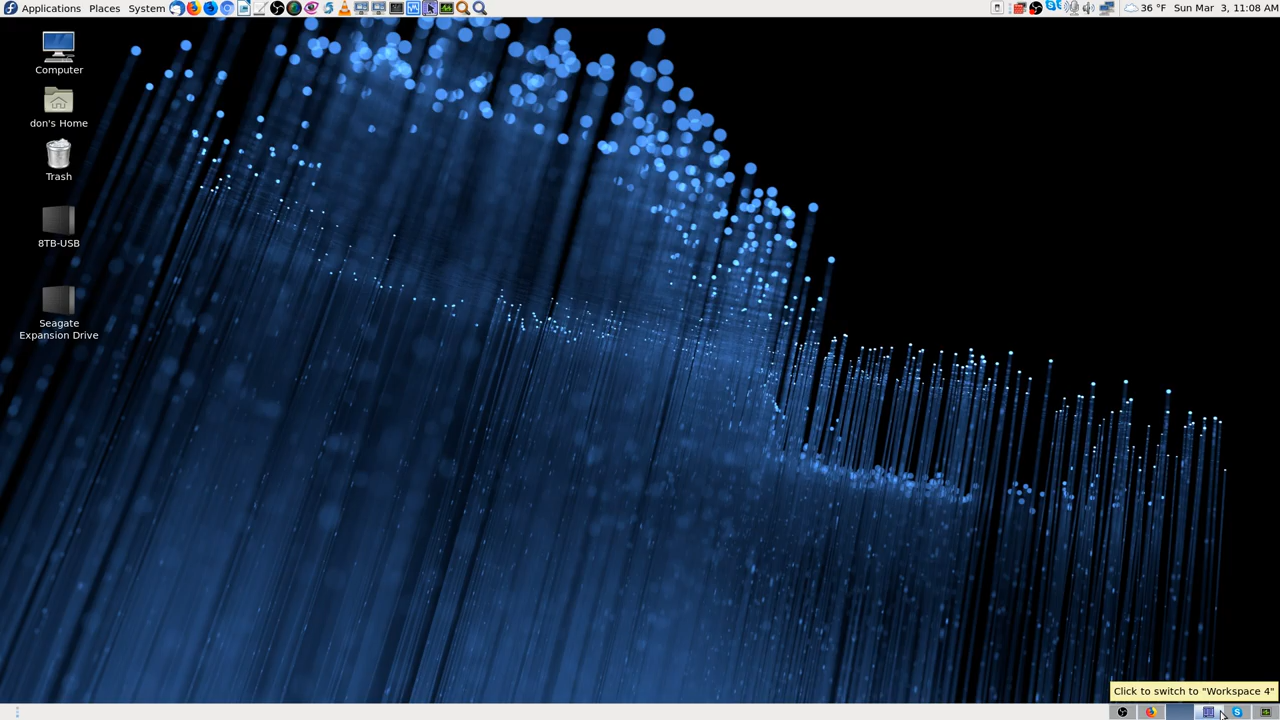 Applications Places System
36 °F Sun Mar 3, 11:08 AM
Computer
don's Home
Trash
8TB-USB
Seagate
Expansion Drive
Click to switch to "Workspace 4"